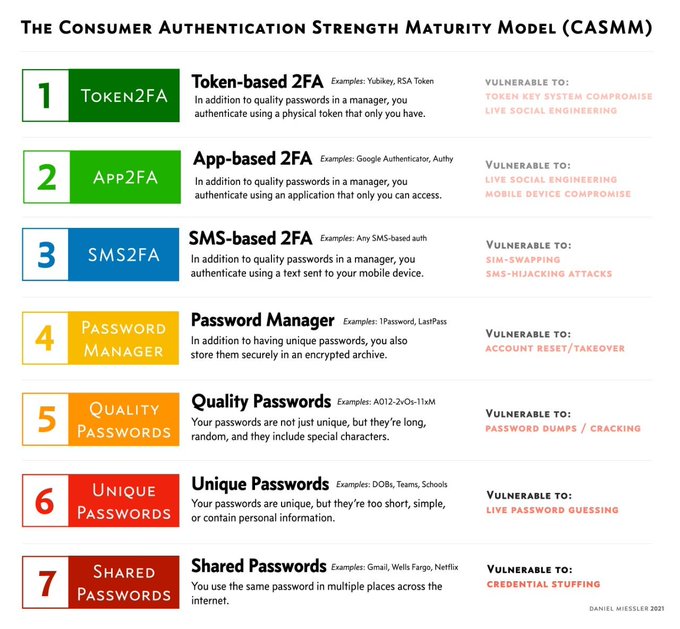 The Consumer Authentication Strength Maturity Model (CASMM)
1
Token2FA
Token-based 2FA Examples: Yubikey, RSA Token
In addition to quality passwords in a manager, you
authenticate using a physical token that only you have.
Vulnerable to:
Token key system compromise
Live social engineering
2
App2FA
App-based 2FA Examples: Google Authenticator, Authy
In addition to quality passwords in a manager, you
authenticate using an application that only you can access.
Vulnerable to:
Live social engineering
Mobile device compromise
3
SMS2FA
SMS-based 2FA Examples: Any SMS-based auth
In addition to quality passwords in a manager, you
authenticate using a text sent to your mobile device.
Vulnerable to:
Sim-swapping
SMS-hijacking attacks
4
Password
Manager
Password Manager Examples: 1Password, LastPass
In addition to having unique passwords, you also
store them securely in an encrypted archive.
Vulnerable to:
Account reset/takeover
5
Quality
Passwords
Quality Passwords Examples: A012-2vOs-11xM
Your passwords are not just unique, but they're long,
random, and they include special characters.
Vulnerable to:
Password dumps / cracking
6
Unique
Passwords
Unique Passwords Examples: DOBs, Teams, Schools
Your passwords are unique, but they're too short, simple,
or contain personal information.
Vulnerable to:
Live password guessing
7
Shared
Passwords
Shared Passwords Examples: Gmail, Wells Fargo, Netflix
You use the same password in multiple places across the
internet.
Vulnerable to:
Credential stuffing
Daniel Miessler 2021